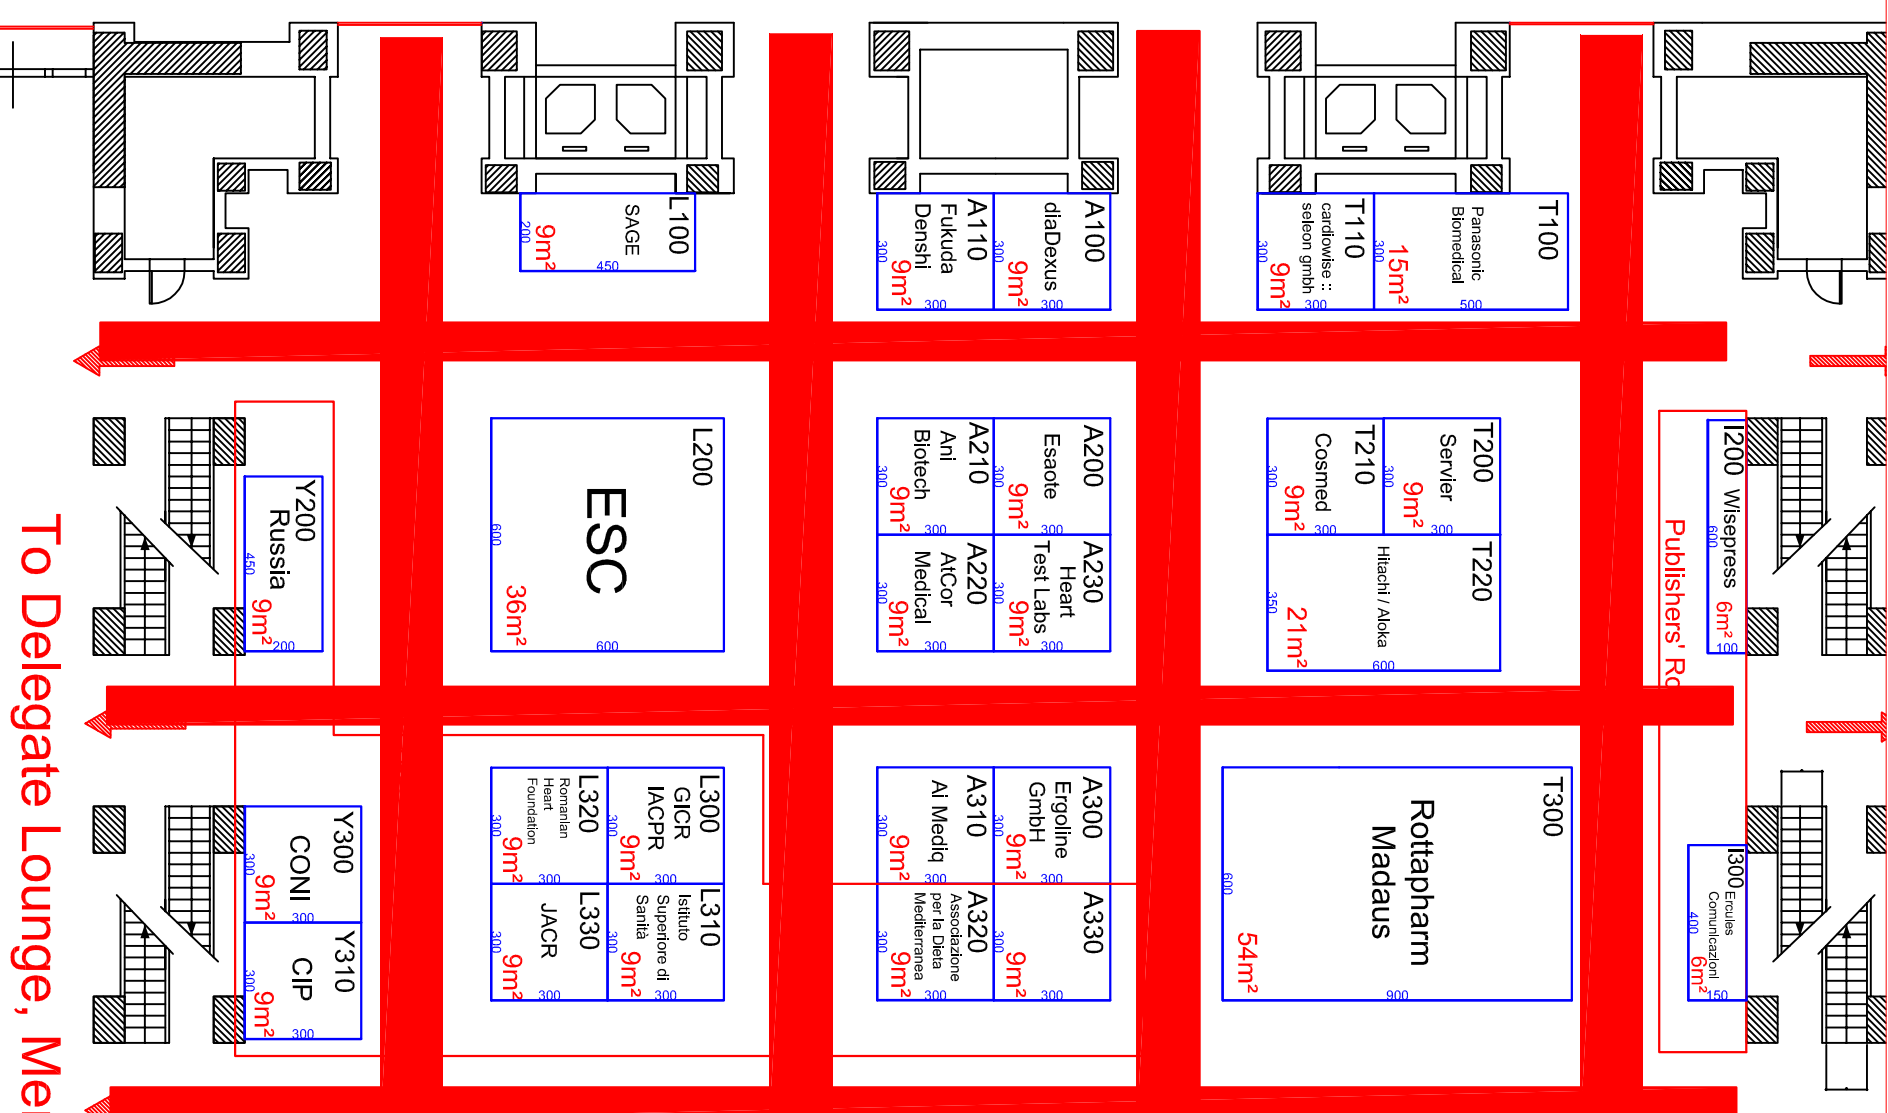 L100
SAGE
9m²
200
450
A110
Fukuda
Denshi
9m²
300
300
A100
diaDexus
9m²
300
300
T110
cardiowise ::
seleon gmbh
9m²
300
300
T100
Panasonic
Biomedical
15m²
300
500
Y200
Russia
9m²
450
200
L200
ESC
36m²
600
600
A210
Ani
Biotech
9m²
300
300
A200
Esaote
9m²
300
300
A220
AtCor
Medical
9m²
300
300
A230
Heart
Test Labs
9m²
300
300
T210
Cosmed
9m²
300
300
T200
Servier
9m²
300
300
T220
Hitachi / Aloka
21m²
350
600
I200 Wisepress 6m²
600
100
Publishers' Ro
Y300
CONI
9m²
300
300
Y310
CIP
9m²
300
300
L320
Romanian
Heart
Foundation
9m²
300
300
L300
GICR
IACPR
9m²
300
300
L330
JACR
9m²
300
300
L310
Istituto
Superiore di
Sanità
9m²
300
300
A310
Ai Mediq
9m²
300
300
A300
Ergoline
GmbH
9m²
300
300
A320
Associazione
per la Dieta
Mediterranea
9m²
300
300
A330
9m²
300
300
T300
Rottapharm
Madaus
54m²
600
900
I300 Ercules
Comunicazioni
6m²
400
150
To Delegate Lounge, Me